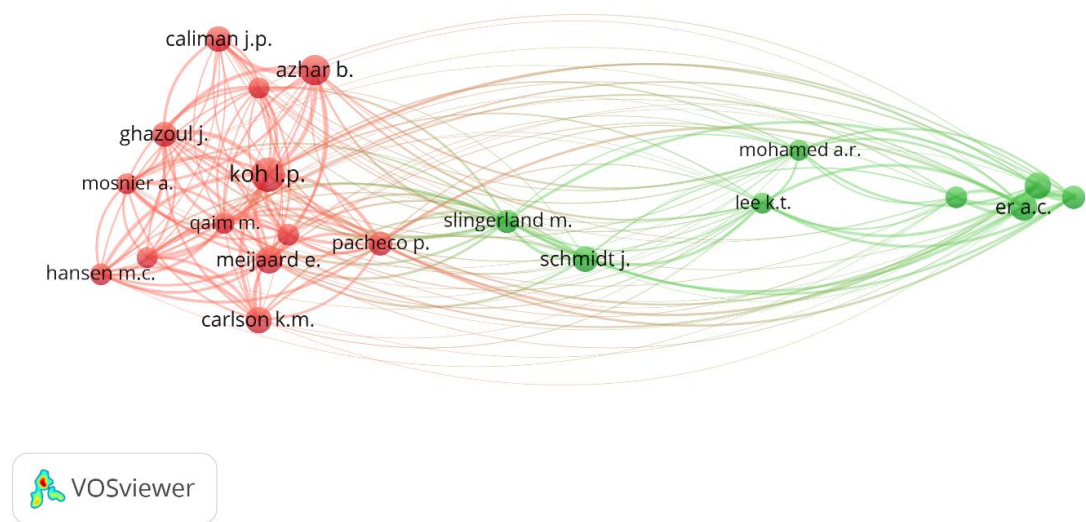 caliman j.p.
azhar b.
ghazoul j.
mohamed a.r.
koh l.p.
mosnier a.
lee k.t.
er a.c.
qaim m.
slingerland m.
pacheco p.
meijaard e.
schmidt j.
hansen m.c.
carlson k.m.
VOSviewer